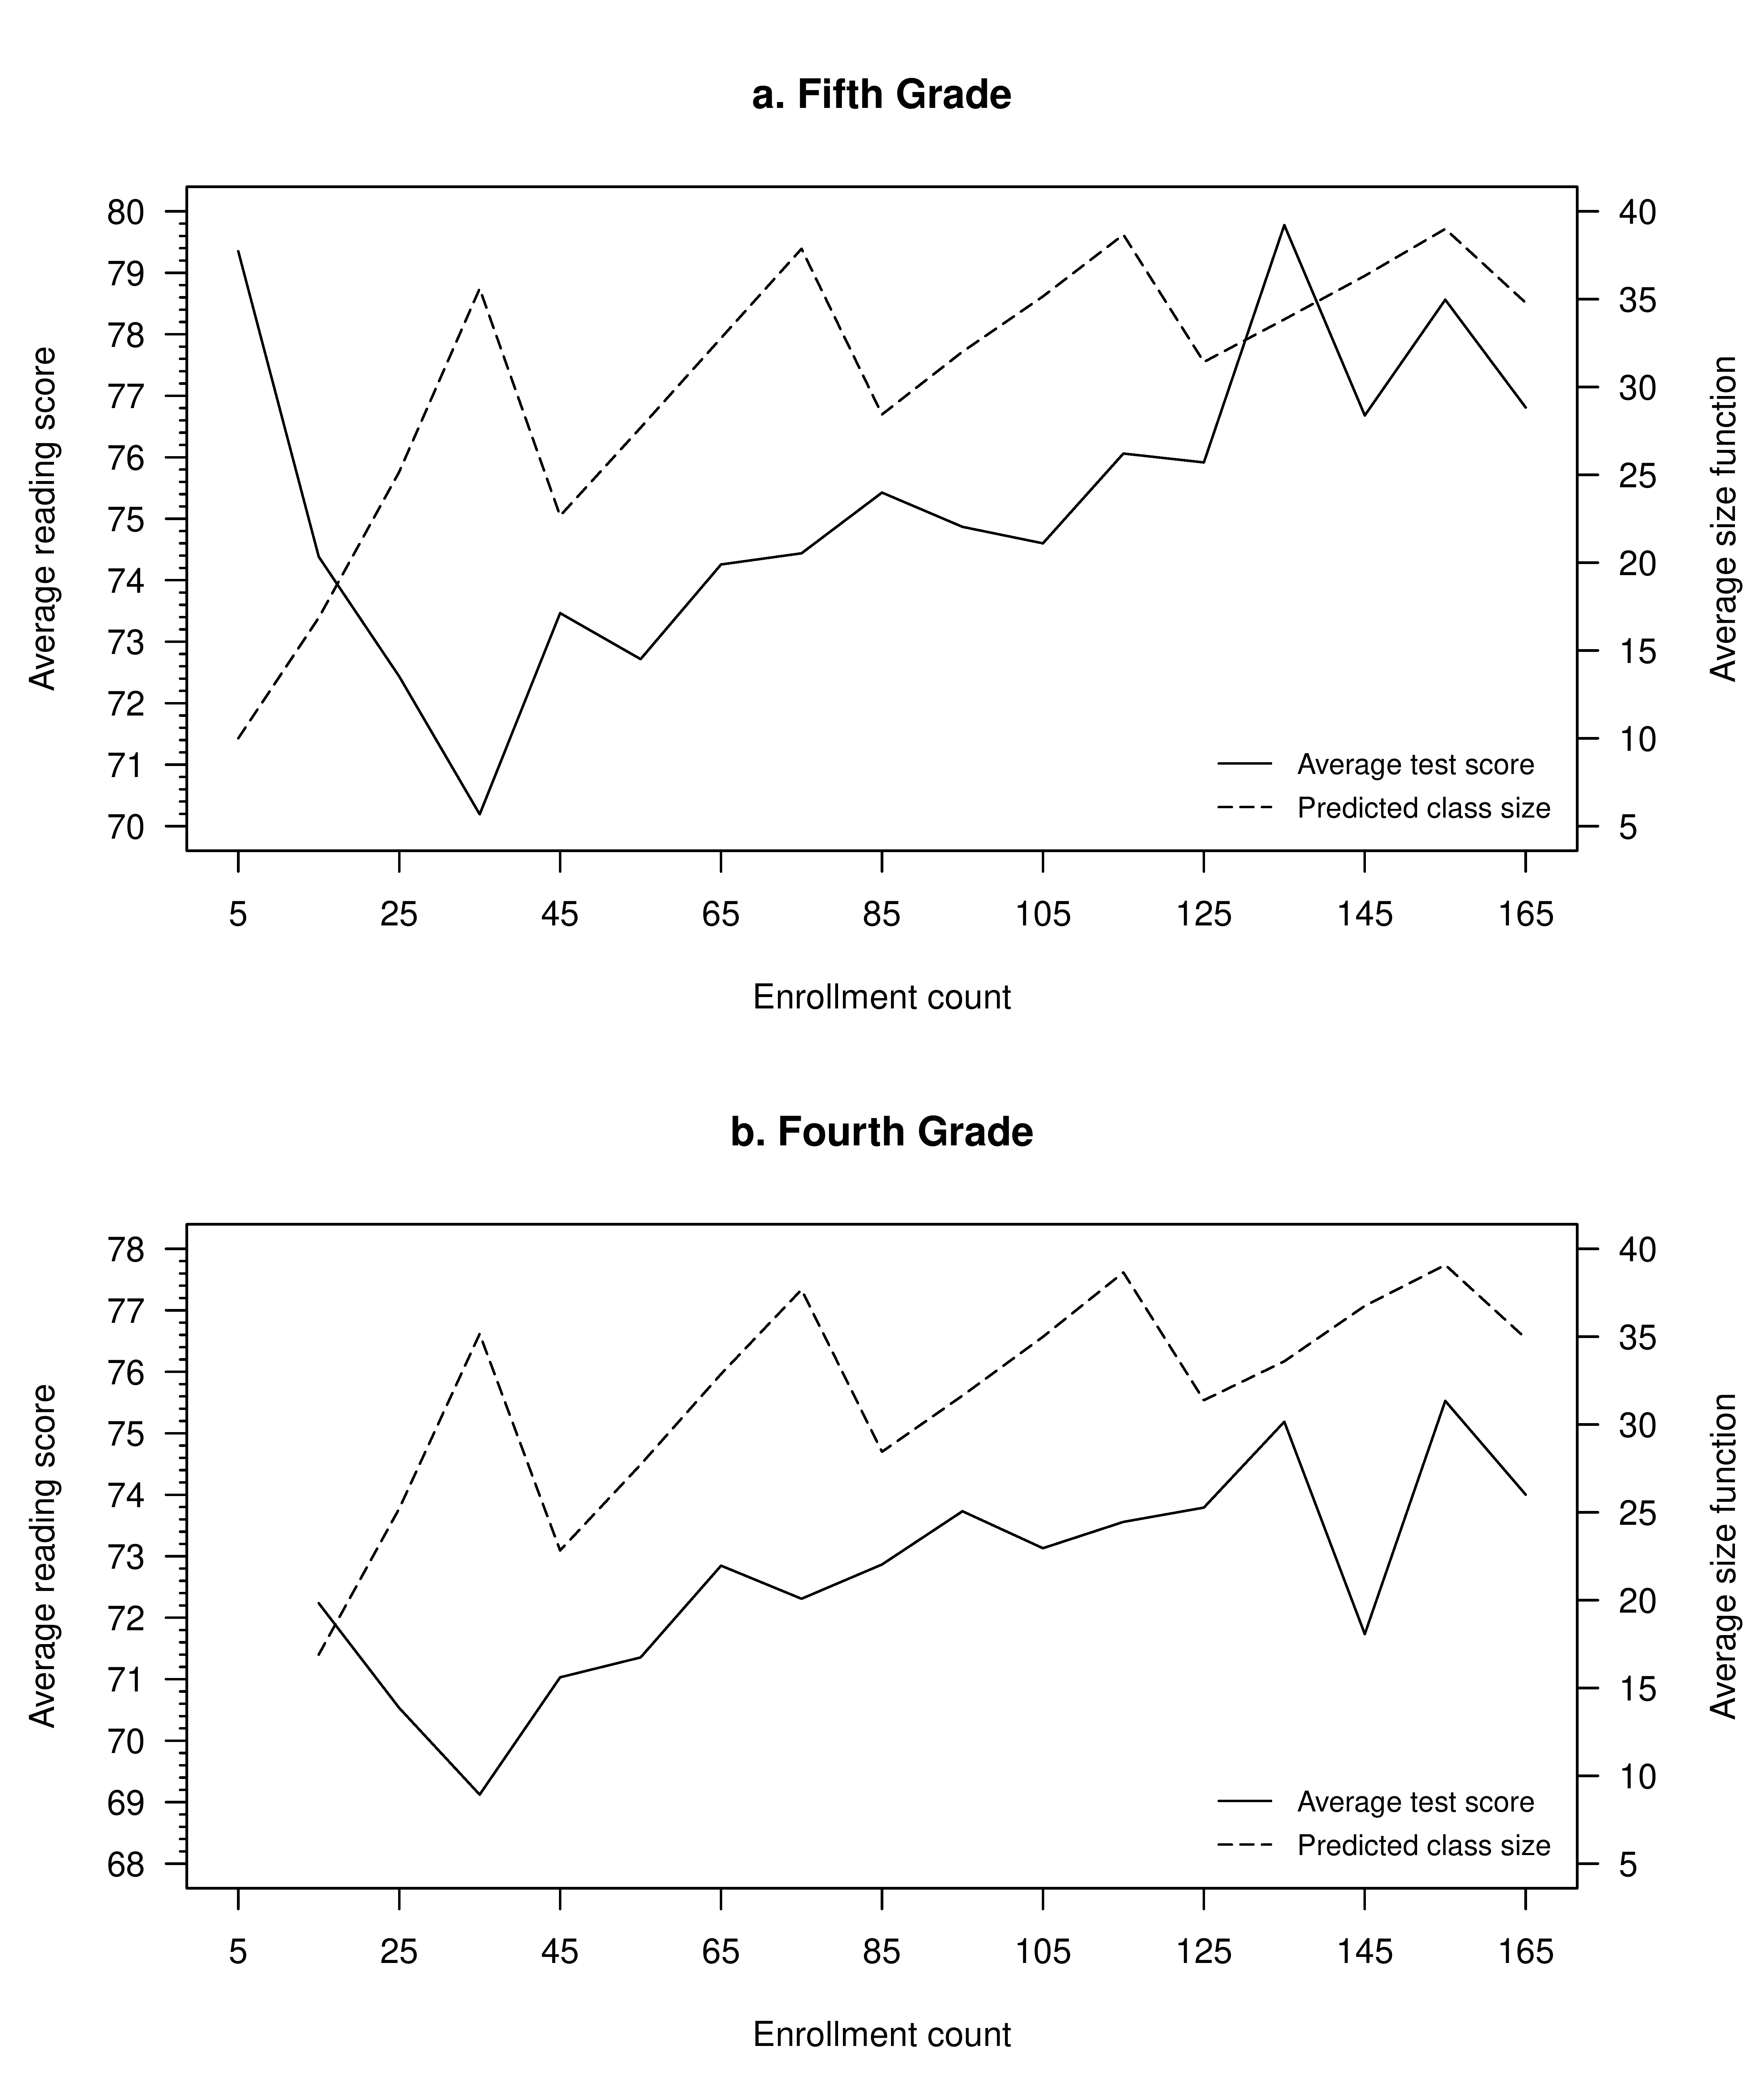 a. Fifth Grade
80
79
78
77
76
75
74
73
72
71
70
Average reading score
40
35
30
25
20
15
10
5
Average size function
Average test score
Predicted class size
5 25 45 65 85 105 125 145 165
Enrollment count
b. Fourth Grade
78
77
76
75
74
73
72
71
70
69
68
Average reading score
40
35
30
25
20
15
10
5
Average size function
Average test score
Predicted class size
5 25 45 65 85 105 125 145 165
Enrollment count